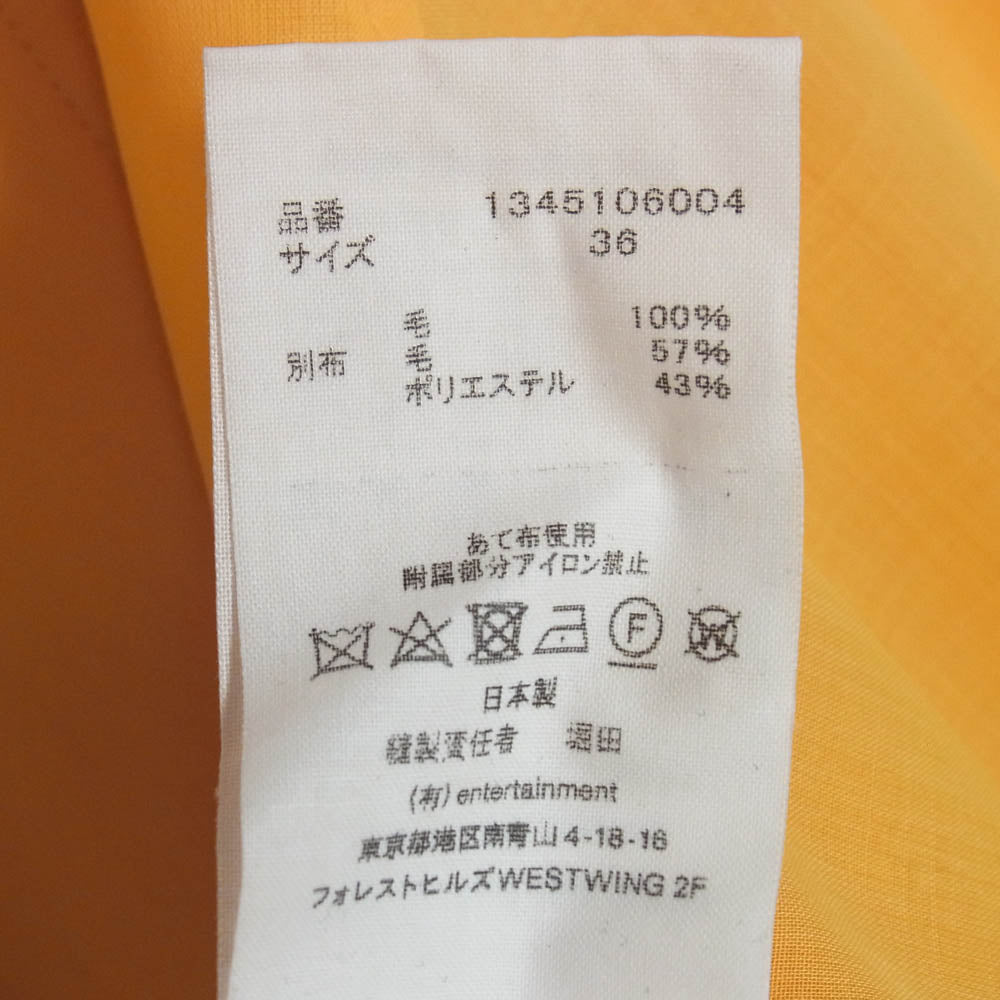 品番 1345106004
サイズ 36
毛 100%
別布 毛 57%
ポリエステル 43%
あて布使用
附属部分アイロン禁止
F W
日本製
縫製責任者 堀田
(有) entertainment
東京都港区南青山4-18-16
フォレストヒルズWESTWING 2F